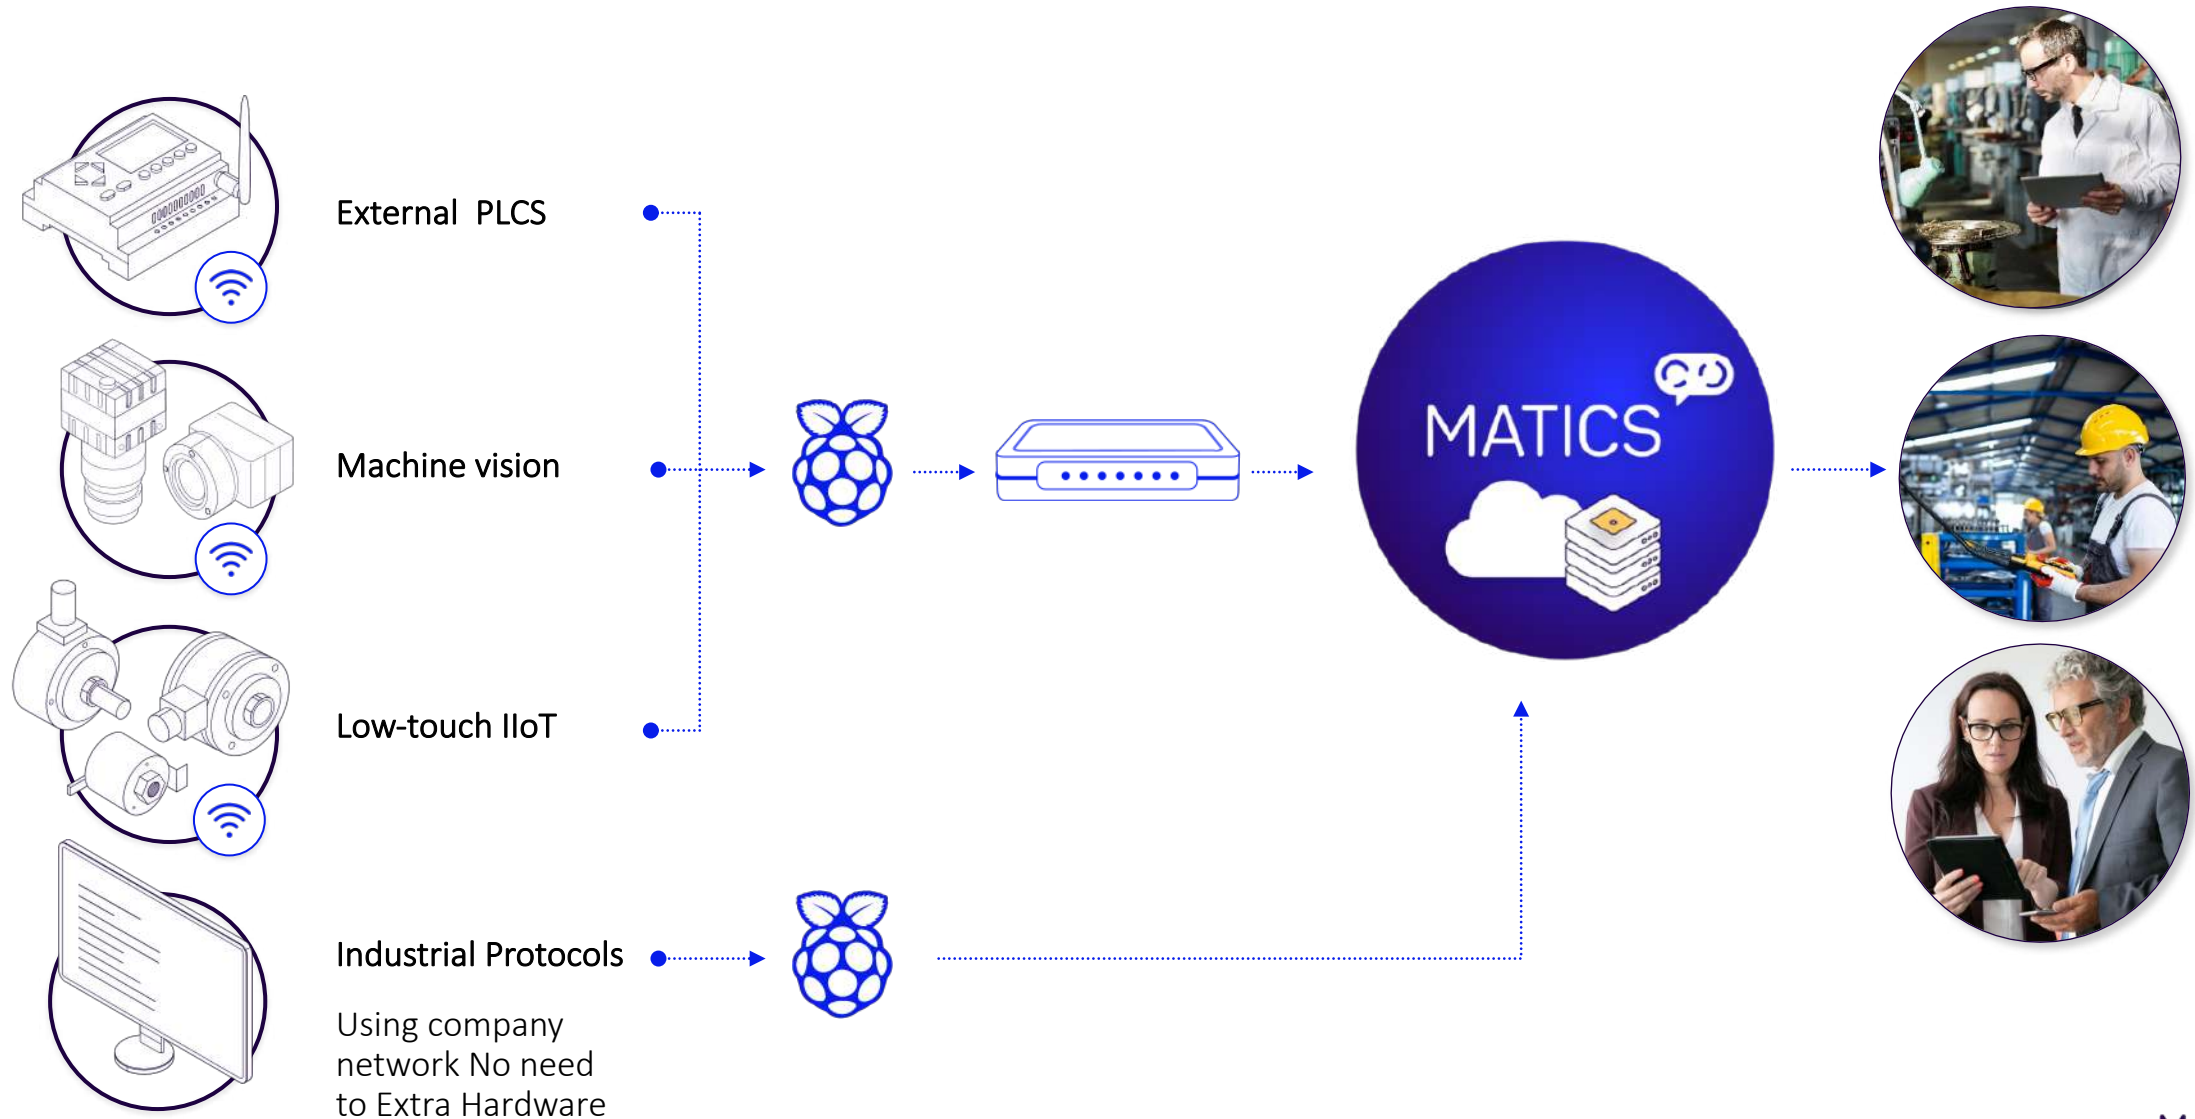 External PLCS
Machine vision
MATICS
Low-touch IIoT
Industrial Protocols
Using company
network No need
to Extra Hardware